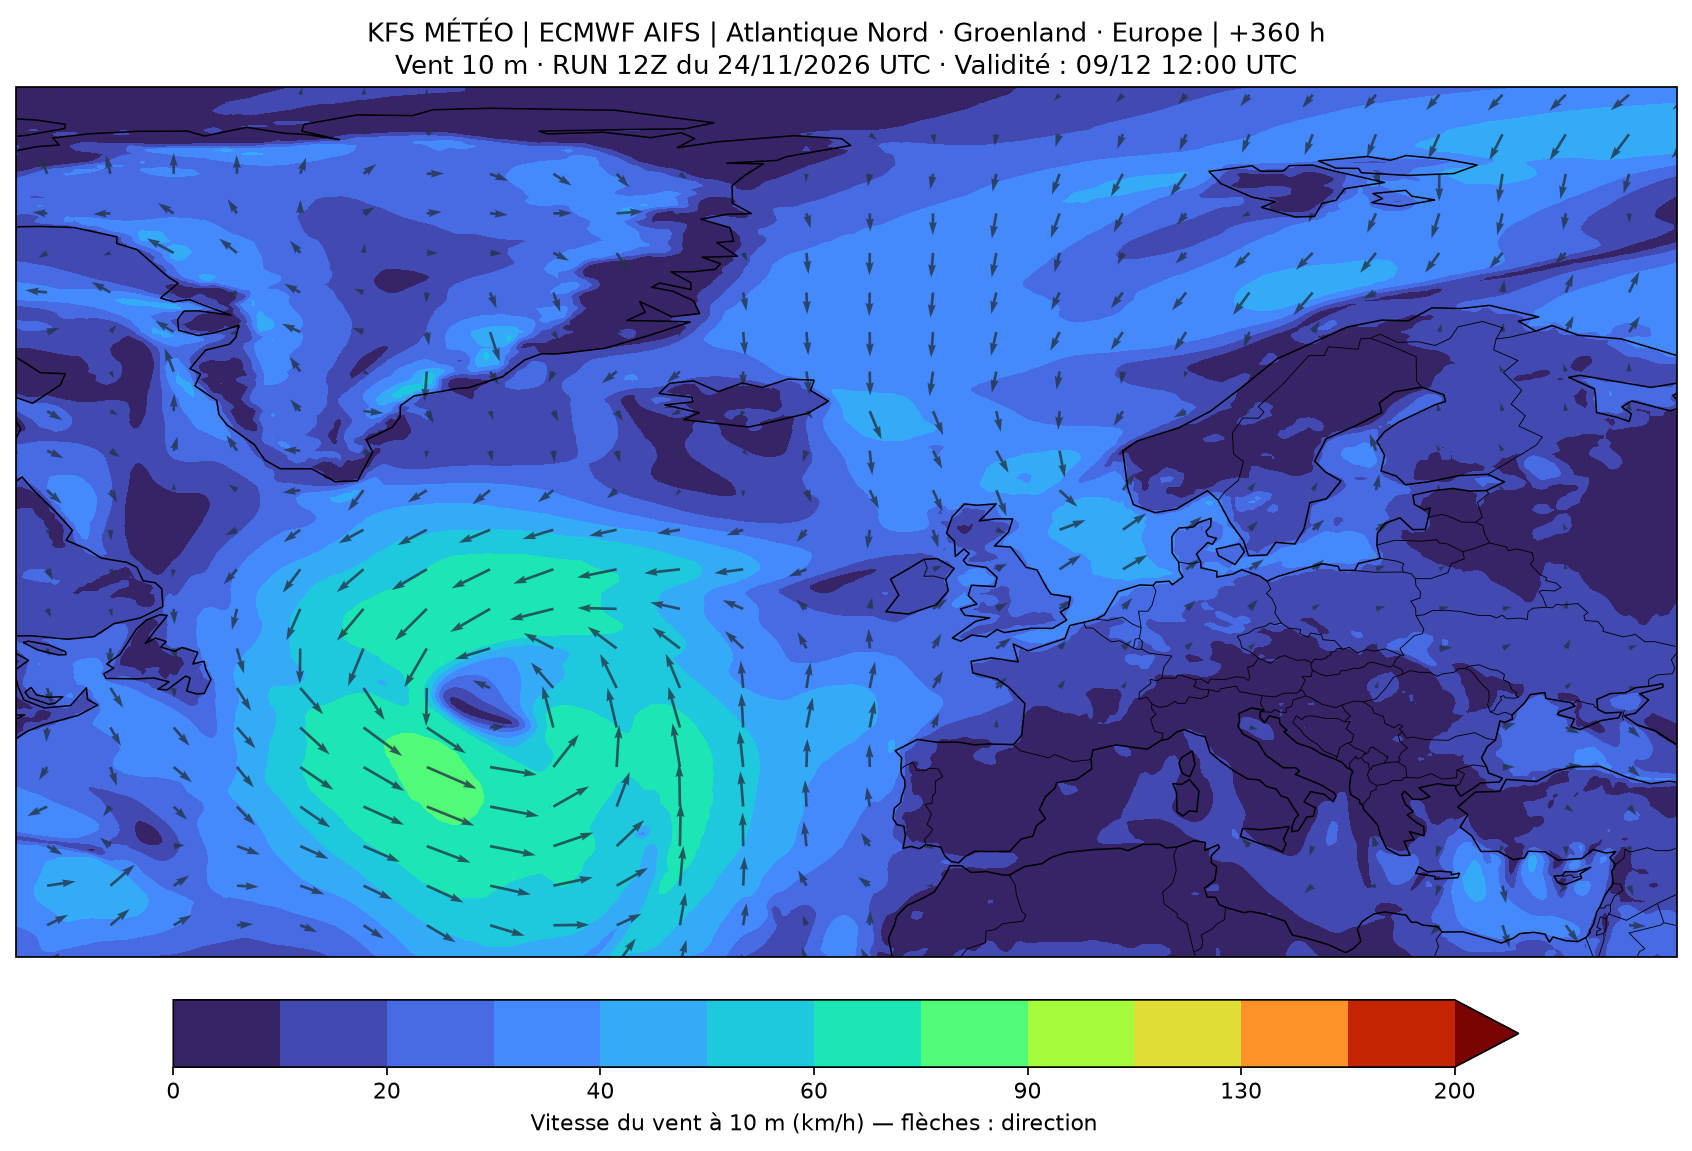 KFS MÉTÉO | ECMWF AIFS | Atlantique Nord · Groenland · Europe | +360 h
Vent 10 m · RUN 12Z du 24/11/2026 UTC · Validité : 09/12 12:00 UTC
0 20 40 60 90 130 200
Vitesse du vent à 10 m (km/h) — flèches : direction